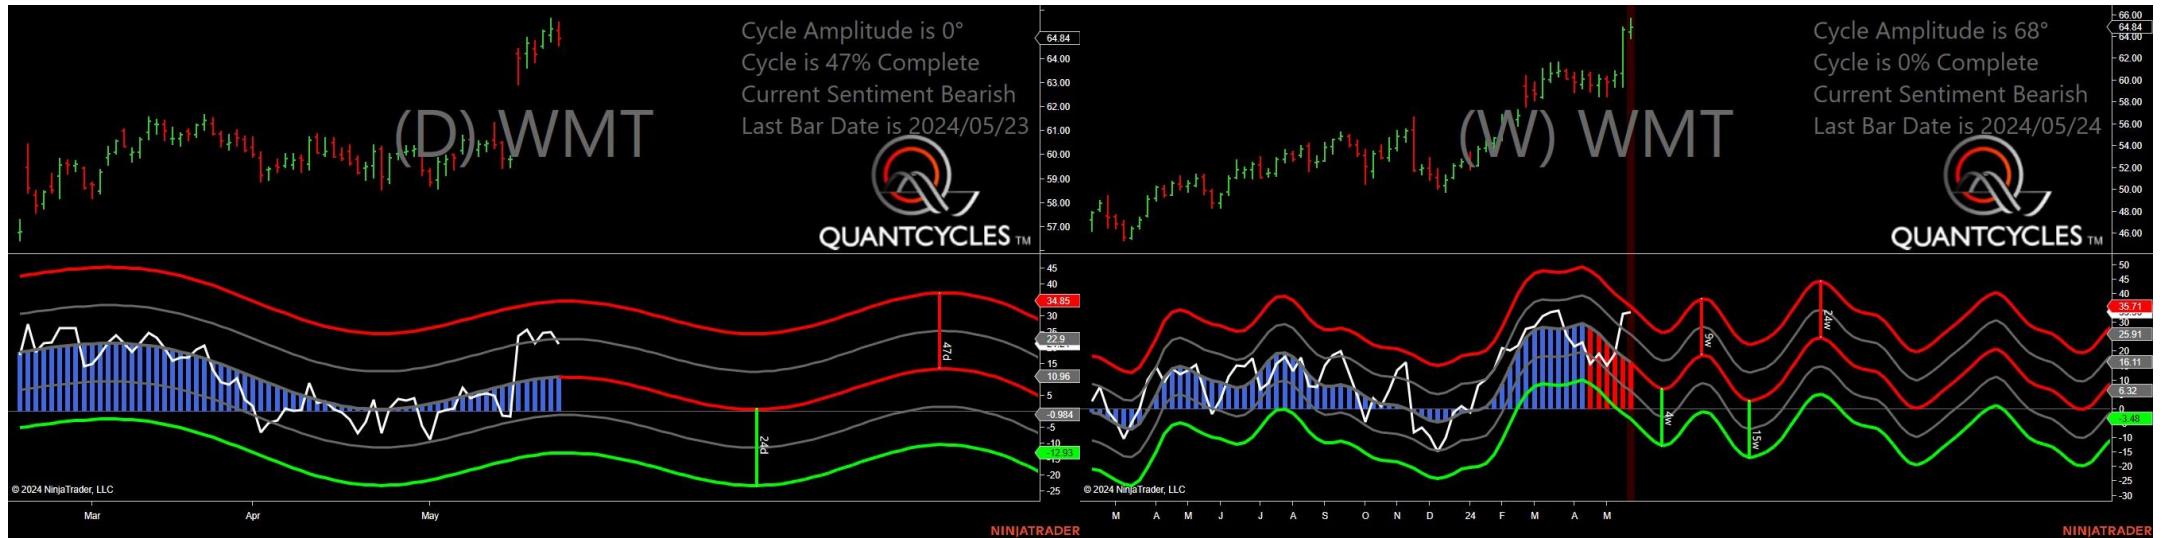 Cycle Amplitude is 0°
Cycle is 47% Complete
Current Sentiment Bearish
Last Bar Date is 2024/05/23
(D) WMT
QUANTCYCLES TM
64.84
64.00
63.00
62.00
61.00
60.00
59.00
58.00
57.00
45
34.85
30
25
22.9
15
10.96
5
-0.984
-5
-10
-12.93
-20
-25
47d
24d
© 2024 NinjaTrader, LLC
Mar
Apr
May
NINJATRADER
Cycle Amplitude is 68°
Cycle is 0% Complete
Current Sentiment Bearish
Last Bar Date is 2024/05/24
(W) WMT
QUANTCYCLES TM
66.00
64.84
64.00
62.00
60.00
58.00
56.00
54.00
52.00
50.00
48.00
46.00
50
45
40
35.71
30
25.91
20
16.11
10
6.32
0
-3.48
-10
-15
-20
-25
-30
4w
9w
15w
24w
© 2024 NinjaTrader, LLC
M A M J J A S O N D 24 F M A M
NINJATRADER